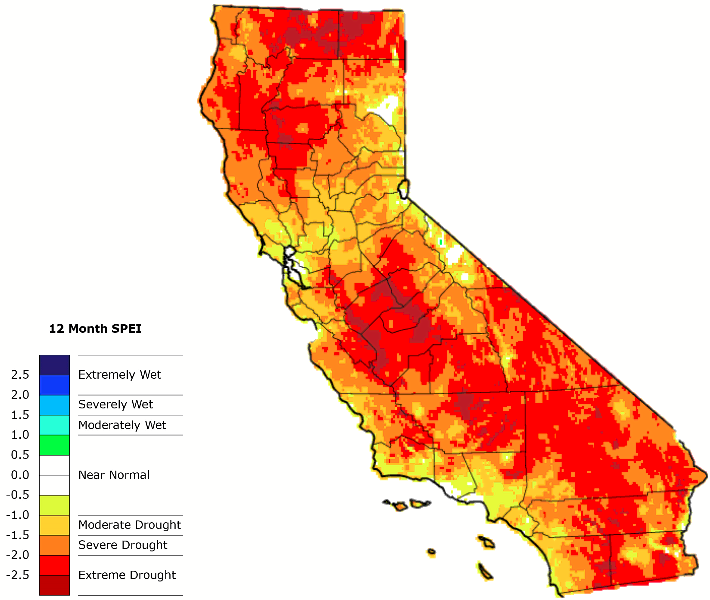 12 Month SPEI
2.5
Extremely Wet
2.0
Severely Wet
1.5
Moderately Wet
1.0
0.5
0.0
Near Normal
-0.5
-1.0
Moderate Drought
-1.5
Severe Drought
-2.0
Extreme Drought
-2.5